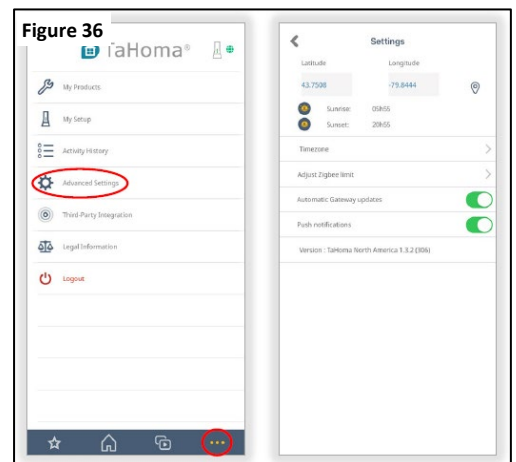 Figure 36
TaHoma®
My Products
My Setup
Activity History
Advanced Settings
Third-Party Integration
Legal Information
Logout
Settings
Latitude Longitude
43.7508 -79.8444
Sunrise: 05h55
Sunset: 20h55
Timezone
Adjust Zigbee limit
Automatic Gateway updates
Push notifications
Version : TaHoma North America 1.3.2 (306)